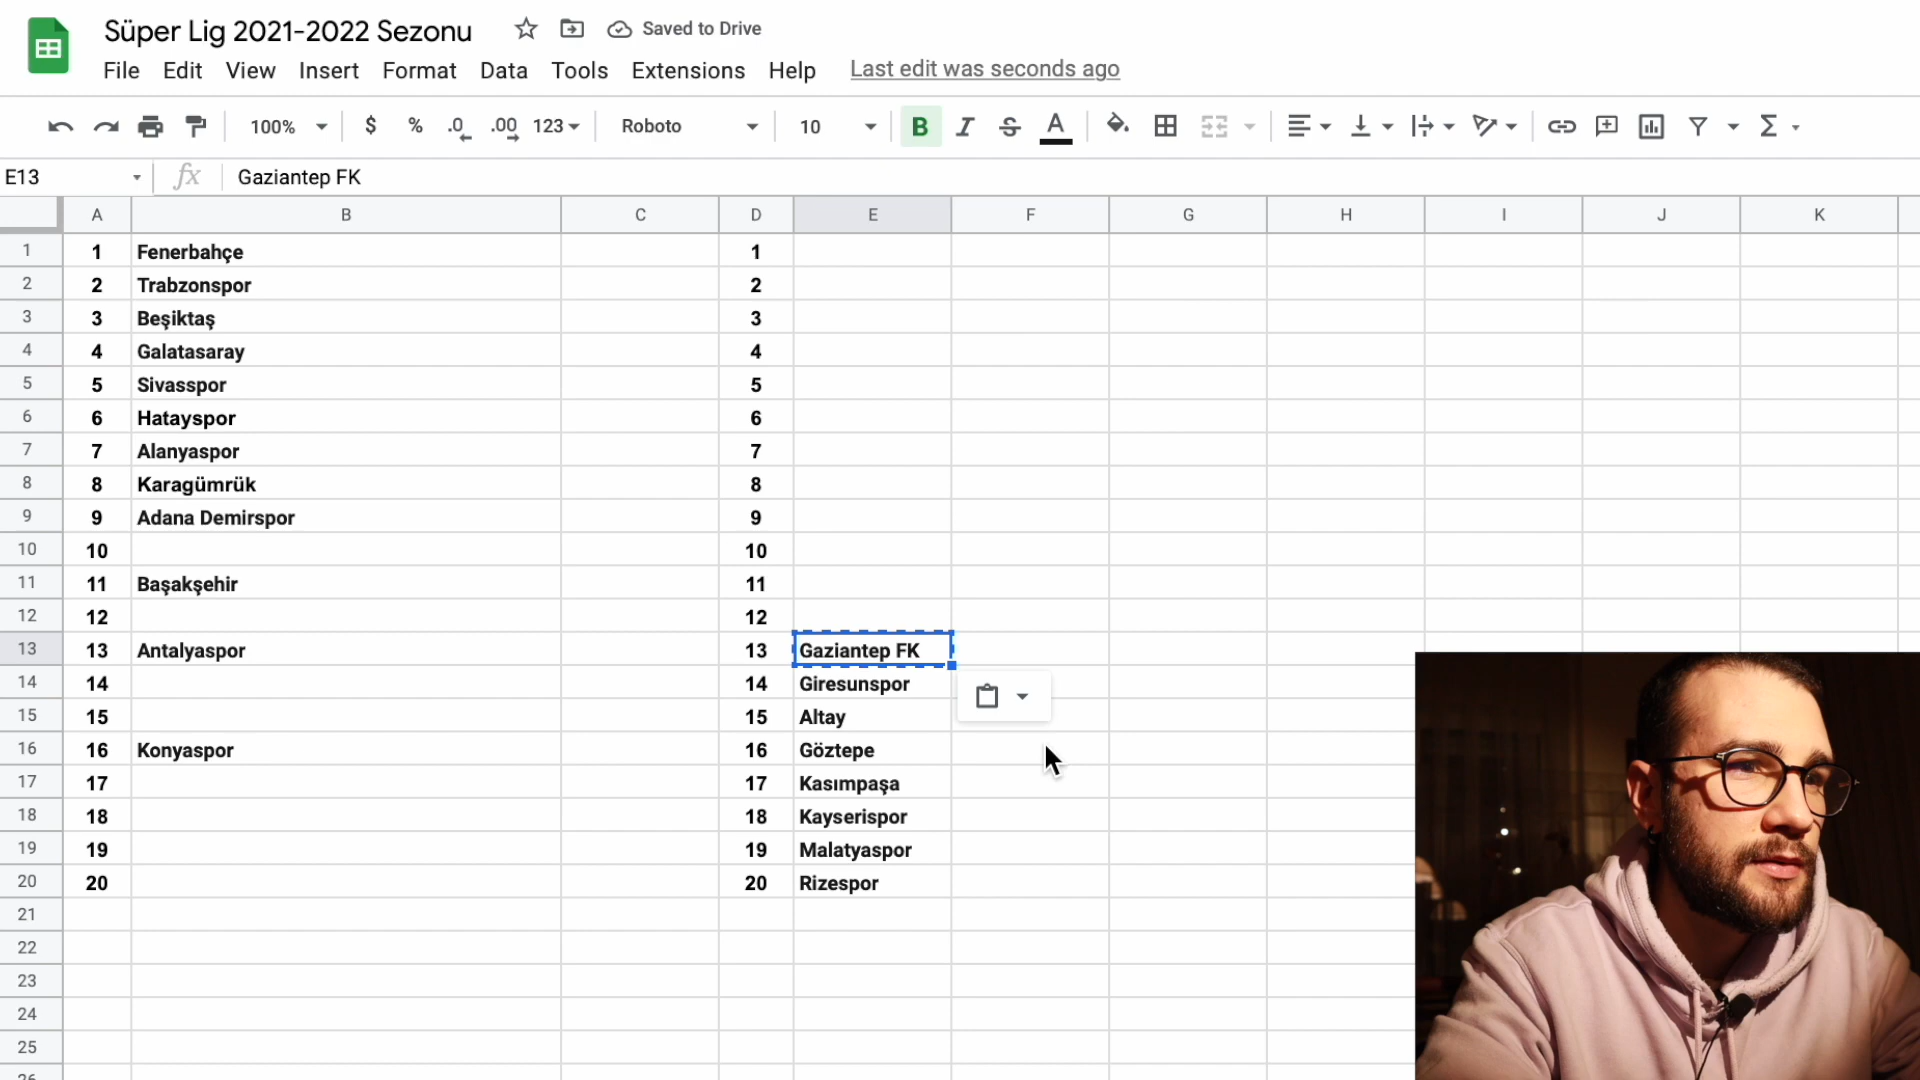 Süper Lig 2021-2022 Sezonu Saved to Drive
File Edit View Insert Format Data Tools Extensions Help Last edit was seconds ago
100% $ % .0 .00 123 Roboto 10 B I S A Σ
E13 fx Gaziantep FK
A B C D E F G H I J K
1 1 Fenerbahçe 1
2 2 Trabzonspor 2
3 3 Beşiktaş 3
4 4 Galatasaray 4
5 5 Sivasspor 5
6 6 Hatayspor 6
7 7 Alanyaspor 7
8 8 Karagümrük 8
9 9 Adana Demirspor 9
10 10 10
11 11 Başakşehir 11
12 12 12
13 13 Antalyaspor 13 Gaziantep FK
14 14 14 Giresunspor
15 15 15 Altay
16 16 Konyaspor 16 Göztepe
17 17 17 Kasımpaşa
18 18 18 Kayserispor
19 19 19 Malatyaspor
20 20 20 Rizespor
21
22
23
24
25
26